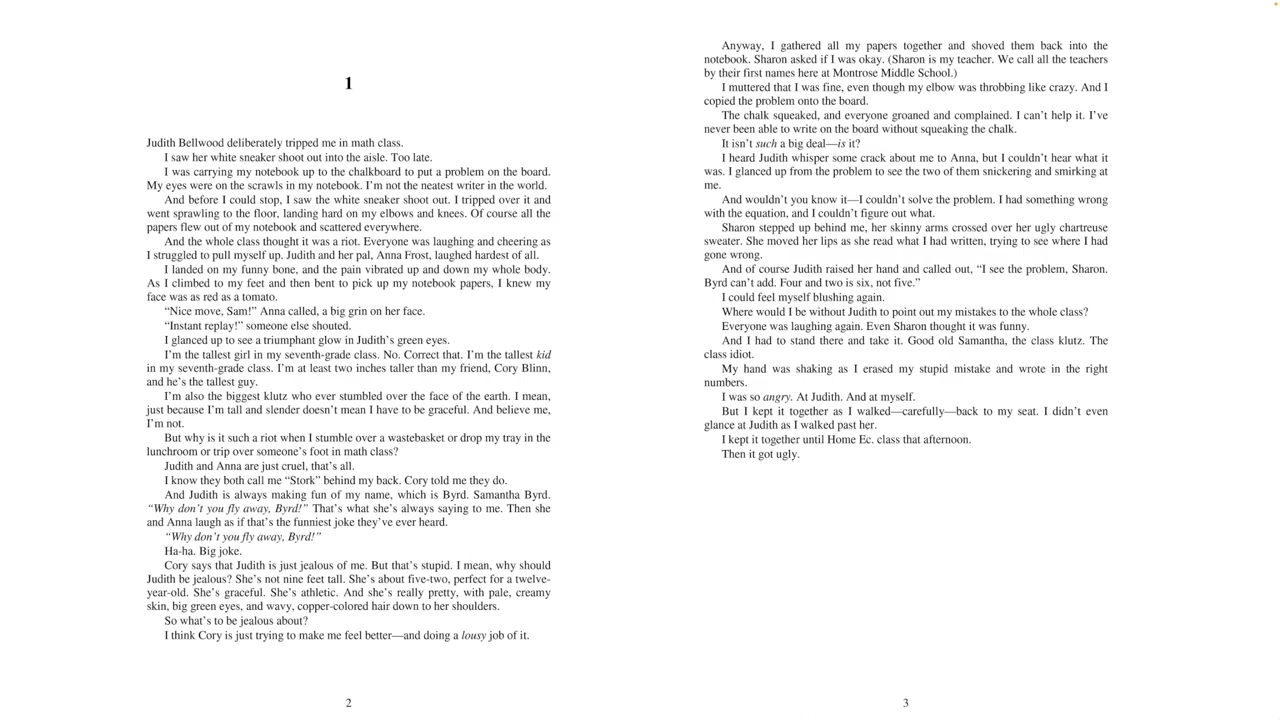 1
Judith Bellwood deliberately tripped me in math class.
I saw her white sneaker shoot out into the aisle. Too late.
I was carrying my notebook up to the chalkboard to put a problem on the board.
My eyes were on the scrawls in my notebook. I’m not the neatest writer in the world.
And before I could stop, I saw the white sneaker shoot out. I tripped over it and
went sprawling to the floor, landing hard on my elbows and knees. Of course all the
papers flew out of my notebook and scattered everywhere.
And the whole class thought it was a riot. Everyone was laughing and cheering as
I struggled to pull myself up. Judith and her pal, Anna Frost, laughed hardest of all.
I landed on my funny bone, and the pain vibrated up and down my whole body.
As I climbed to my feet and then bent to pick up my notebook papers, I knew my
face was as red as a tomato.
“Nice move, Sam!” Anna called, a big grin on her face.
“Instant replay!” someone else shouted.
I glanced up to see a triumphant glow in Judith’s green eyes.
I’m the tallest girl in my seventh-grade class. No. Correct that. I’m the tallest kid
in my seventh-grade class. I’m at least two inches taller than my friend, Cory Blinn,
and he’s the tallest guy.
I’m also the biggest klutz who ever stumbled over the face of the earth. I mean,
just because I’m tall and slender doesn’t mean I have to be graceful. And believe me,
I’m not.
But why is it such a riot when I stumble over a wastebasket or drop my tray in the
lunchroom or trip over someone’s foot in math class?
Judith and Anna are just cruel, that’s all.
I know they both call me “Stork” behind my back. Cory told me they do.
And Judith is always making fun of my name, which is Byrd. Samantha Byrd.
“Why don’t you fly away, Byrd!” That’s what she’s always saying to me. Then she
and Anna laugh as if that’s the funniest joke they’ve ever heard.
“Why don’t you fly away, Byrd!”
Ha-ha. Big joke.
Cory says that Judith is just jealous of me. But that’s stupid. I mean, why should
Judith be jealous? She’s not nine feet tall. She’s about five-two, perfect for a twelve-
year-old. She’s graceful. She’s athletic. And she’s really pretty, with pale, creamy
skin, big green eyes, and wavy, copper-colored hair down to her shoulders.
So what’s to be jealous about?
I think Cory is just trying to make me feel better—and doing a lousy job of it.
2
Anyway, I gathered all my papers together and shoved them back into the
notebook. Sharon asked if I was okay. (Sharon is my teacher. We call all the teachers
by their first names here at Montrose Middle School.)
I muttered that I was fine, even though my elbow was throbbing like crazy. And I
copied the problem onto the board.
The chalk squeaked, and everyone groaned and complained. I can’t help it. I’ve
never been able to write on the board without squeaking the chalk.
It isn’t such a big deal—is it?
I heard Judith whisper some crack about me to Anna, but I couldn’t hear what it
was. I glanced up from the problem to see the two of them snickering and smirking at
me.
And wouldn’t you know it—I couldn’t solve the problem. I had something wrong
with the equation, and I couldn’t figure out what.
Sharon stepped up behind me, her skinny arms crossed over her ugly chartreuse
sweater. She moved her lips as she read what I had written, trying to see where I had
gone wrong.
And of course Judith raised her hand and called out, “I see the problem, Sharon.
Byrd can’t add. Four and two is six, not five.”
I could feel myself blushing again.
Where would I be without Judith to point out my mistakes to the whole class?
Everyone was laughing again. Even Sharon thought it was funny.
And I had to stand there and take it. Good old Samantha, the class klutz. The
class idiot.
My hand was shaking as I erased my stupid mistake and wrote in the right
numbers.
I was so angry. At Judith. And at myself.
But I kept it together as I walked—carefully—back to my seat. I didn’t even
glance at Judith as I walked past her.
I kept it together until Home Ec. class that afternoon.
Then it got ugly.
3